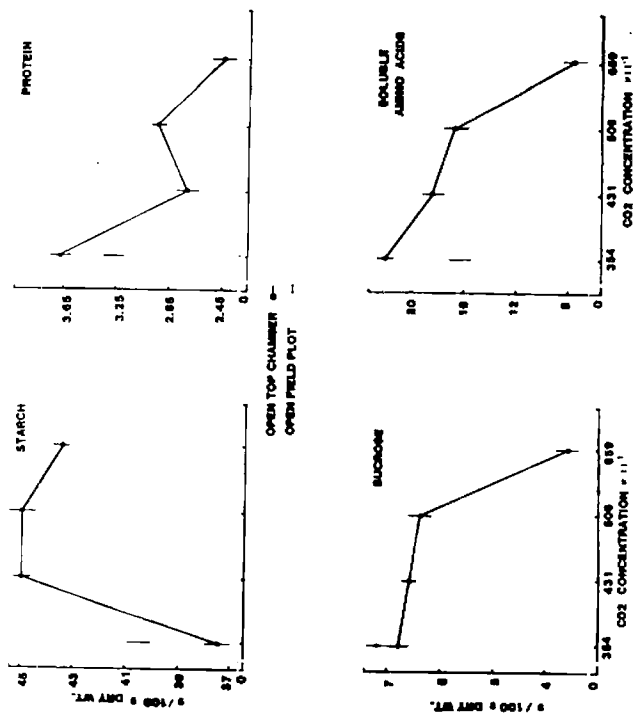 STARCH
g/100 g DRY WT.
45
43
41
39
37
0
PROTEIN
3.65
3.25
2.85
2.45
0
OPEN TOP CHAMBER
OPEN FIELD PLOT
SUCROSE
g/100 g DRY WT.
7
4
0
354 431 506 659
CO2 CONCENTRATION
SOLUBLE
AMINO ACIDS
20
16
12
8
0
354 431 506 659
CO2 CONCENTRATION